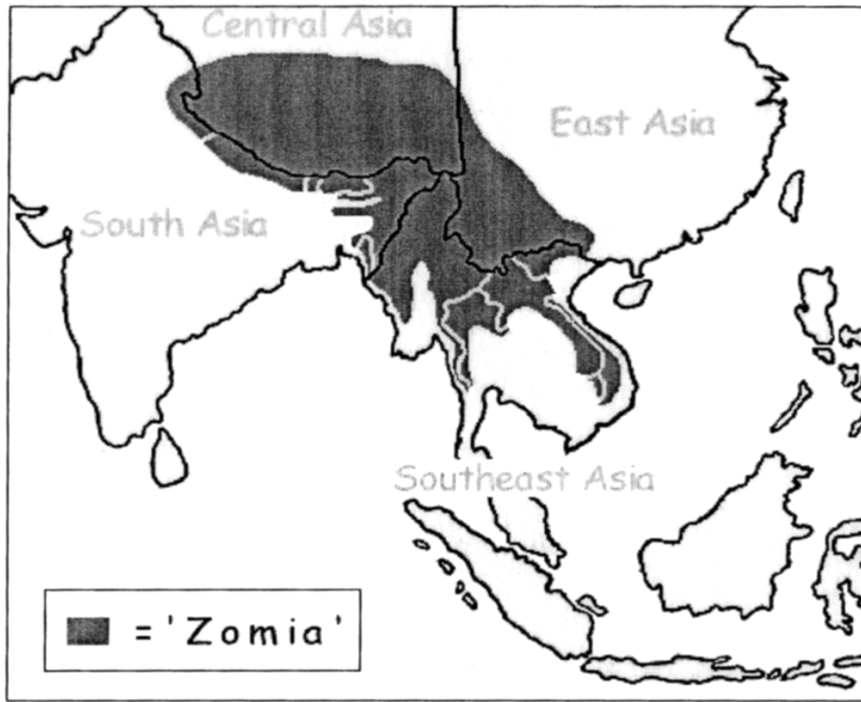 Central Asia
East Asia
South Asia
Southeast Asia
= 'Zomia'